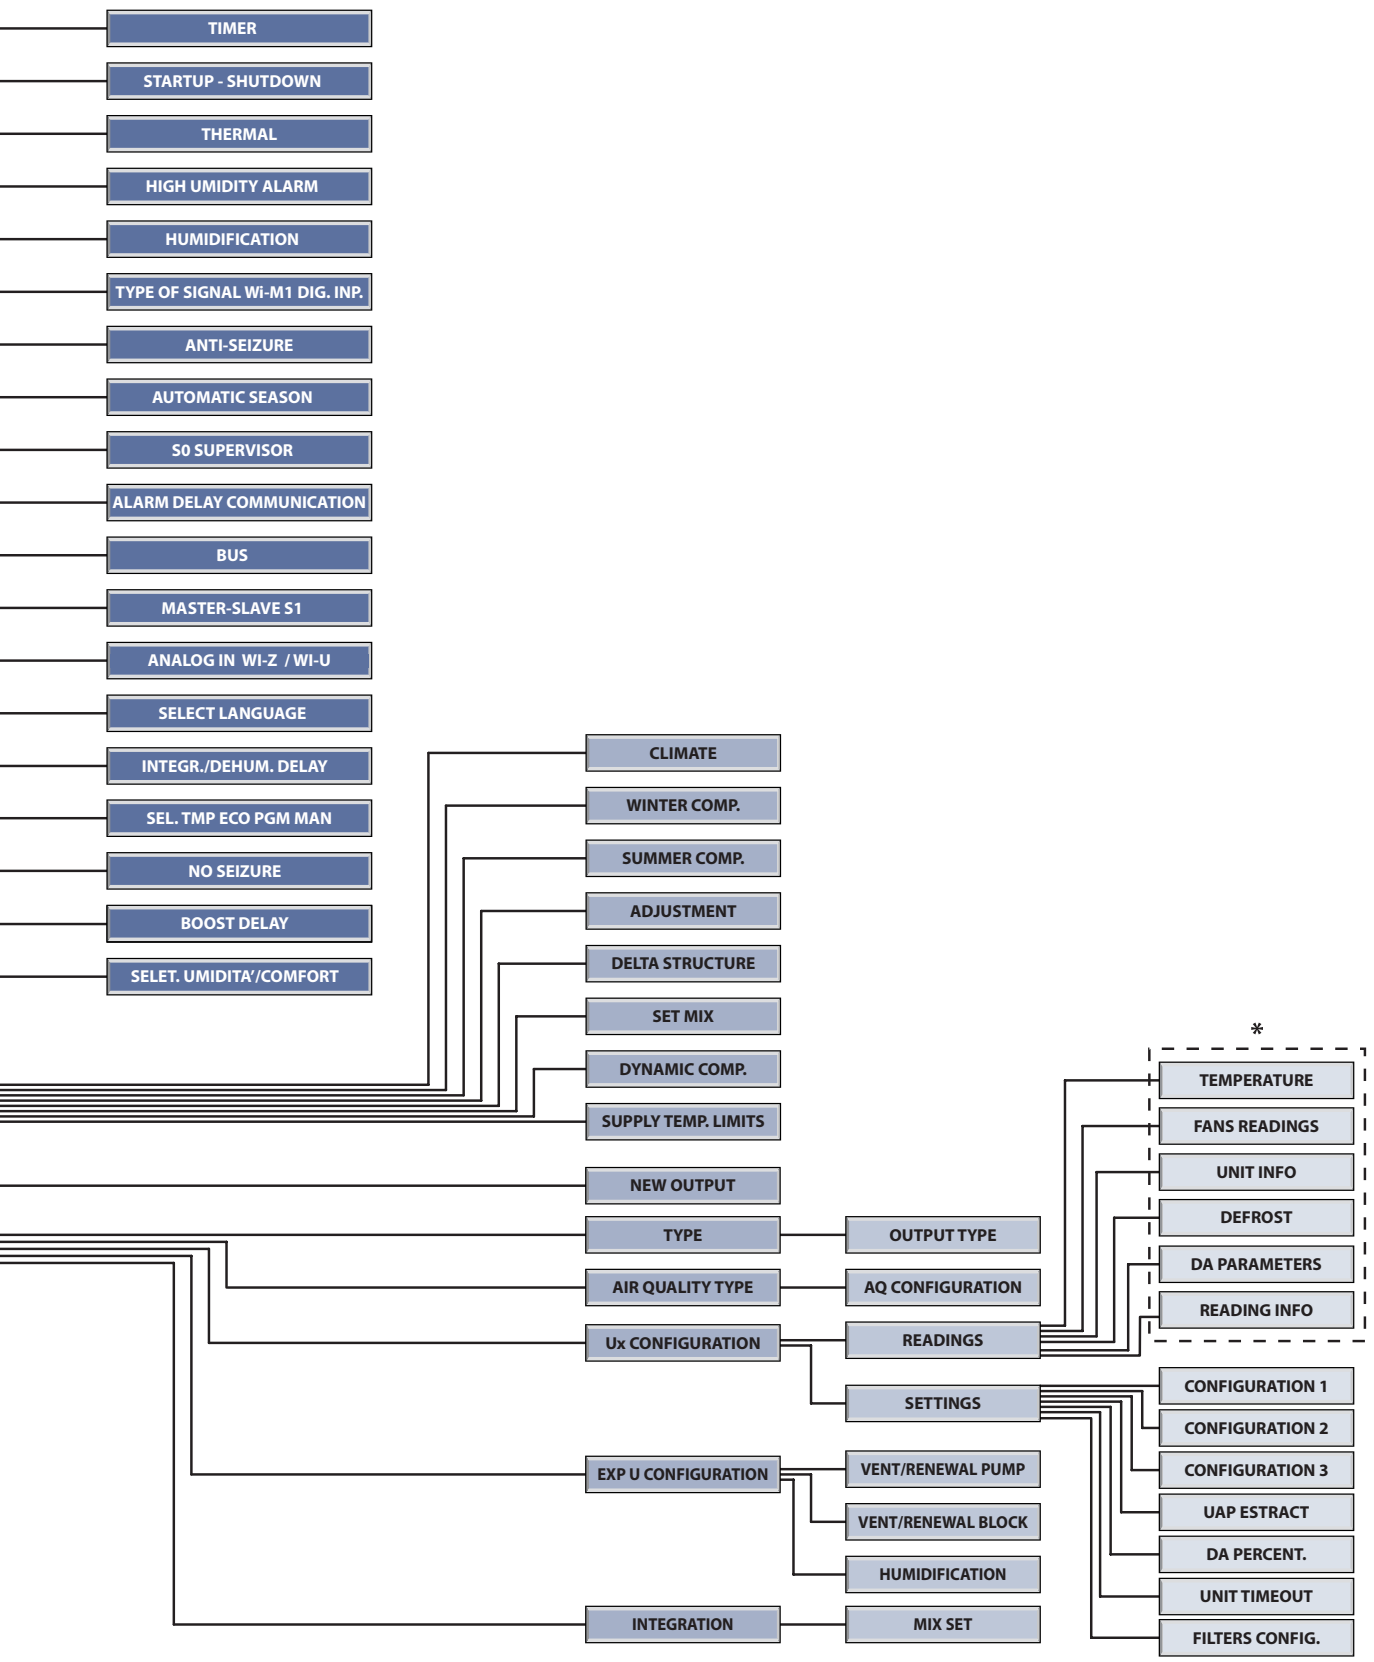 TIMER
STARTUP - SHUTDOWN
THERMAL
HIGH UMIDITY ALARM
HUMIDIFICATION
TYPE OF SIGNAL Wi-M1 DIG. INP.
ANTI-SEIZURE
AUTOMATIC SEASON
S0 SUPERVISOR
ALARM DELAY COMMUNICATION
BUS
MASTER-SLAVE S1
ANALOG IN WI-Z / WI-U
SELECT LANGUAGE
INTEGR./DEHUM. DELAY
SEL. TMP ECO PGM MAN
NO SEIZURE
BOOST DELAY
SELET. UMIDITA’/COMFORT
CLIMATE
WINTER COMP.
SUMMER COMP.
ADJUSTMENT
DELTA STRUCTURE
SET MIX
DYNAMIC COMP.
SUPPLY TEMP. LIMITS
NEW OUTPUT
TYPE
AIR QUALITY TYPE
Ux CONFIGURATION
EXP U CONFIGURATION
INTEGRATION
OUTPUT TYPE
AQ CONFIGURATION
READINGS
SETTINGS
VENT/RENEWAL PUMP
VENT/RENEWAL BLOCK
HUMIDIFICATION
MIX SET
*
TEMPERATURE
FANS READINGS
UNIT INFO
DEFROST
DA PARAMETERS
READING INFO
CONFIGURATION 1
CONFIGURATION 2
CONFIGURATION 3
UAP ESTRACT
DA PERCENT.
UNIT TIMEOUT
FILTERS CONFIG.